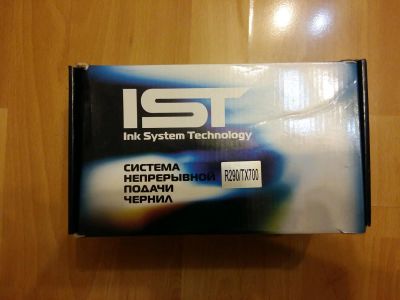 IST
Ink System Technology
СИСТЕМА
НЕПРЕРЫВНОЙ
ПОДАЧИ
ЧЕРНИЛ
R290/TX700